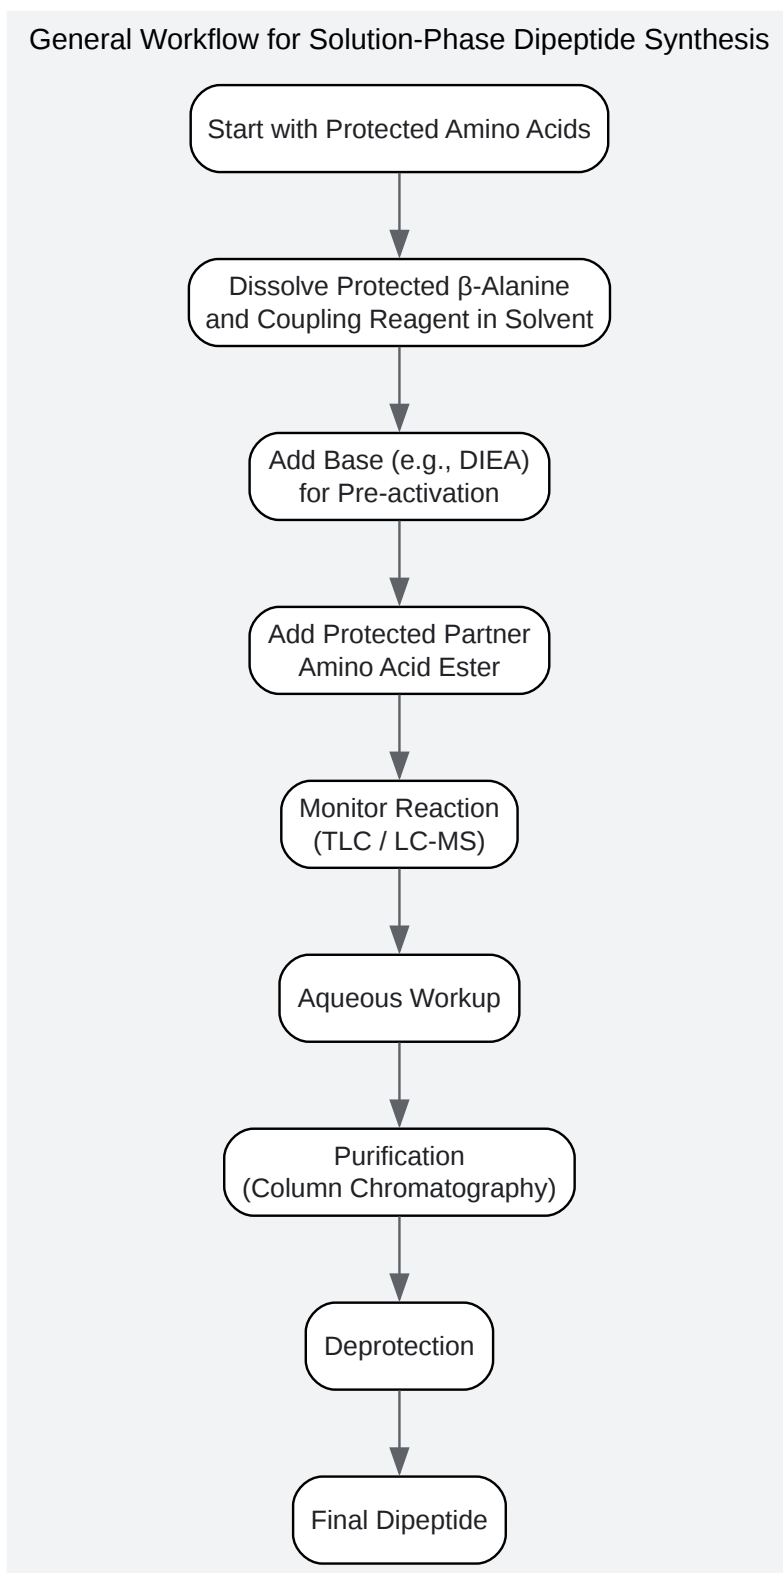 General Workflow for Solution-Phase Dipeptide Synthesis
Start with Protected Amino Acids
Dissolve Protected β-Alanine
and Coupling Reagent in Solvent
Add Base (e.g., DIEA)
for Pre-activation
Add Protected Partner
Amino Acid Ester
Monitor Reaction
(TLC / LC-MS)
Aqueous Workup
Purification
(Column Chromatography)
Deprotection
Final Dipeptide